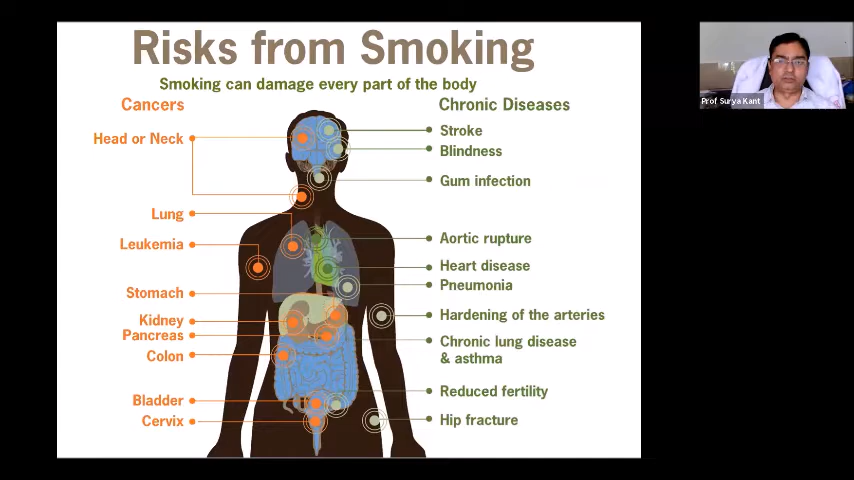 Risks from Smoking
Smoking can damage every part of the body
Cancers
Head or Neck
Lung
Leukemia
Stomach
Kidney
Pancreas
Colon
Bladder
Cervix
Chronic Diseases
Stroke
Blindness
Gum infection
Aortic rupture
Heart disease
Pneumonia
Hardening of the arteries
Chronic lung disease
& asthma
Reduced fertility
Hip fracture
Prof Surya Kant